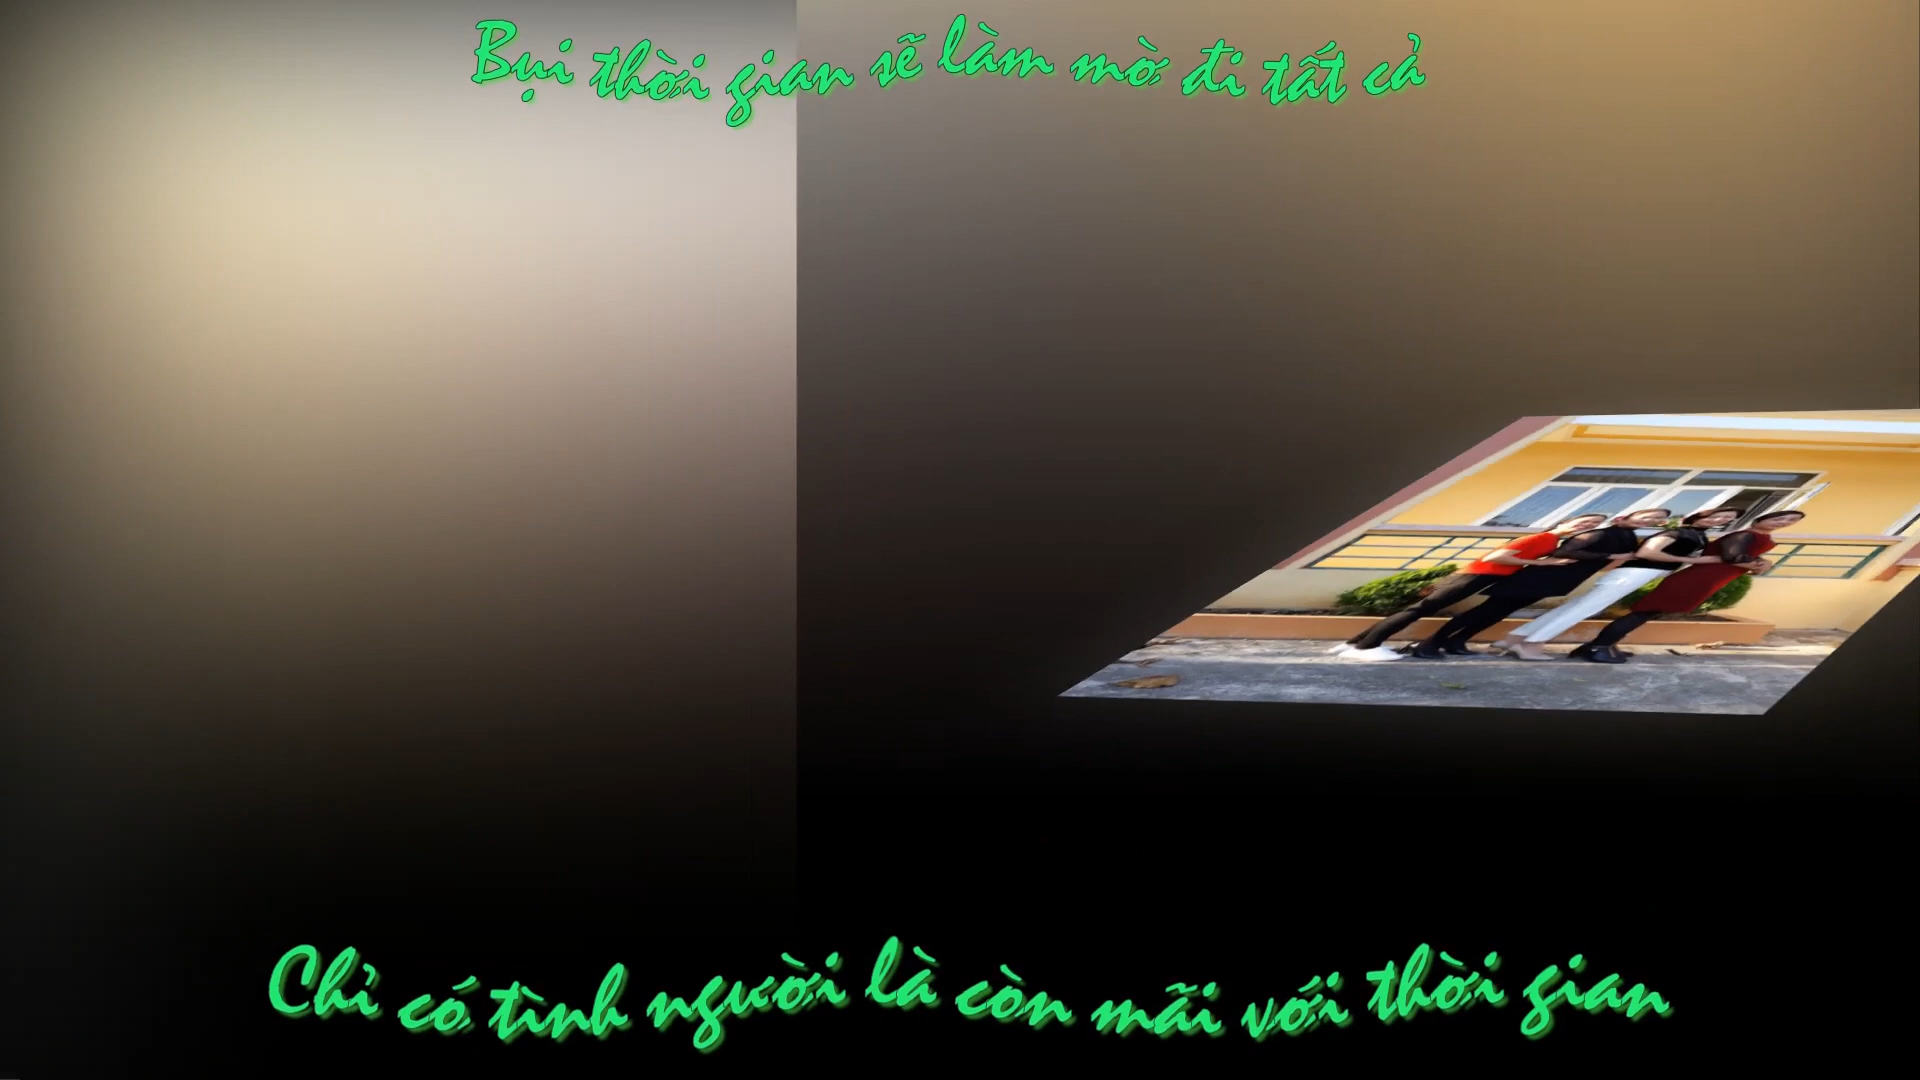 Bụi thời gian sẽ làm mờ đi tất cả
Chỉ có tình người là còn mãi với thời gian